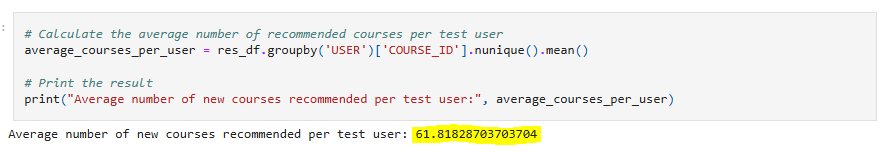 :
# Calculate the average number of recommended courses per test user
average_courses_per_user = res_df.groupby('USER')['COURSE_ID'].nunique().mean()
# Print the result
print("Average number of new courses recommended per test user:", average_courses_per_user)
Average number of new courses recommended per test user: 61.81828703703704